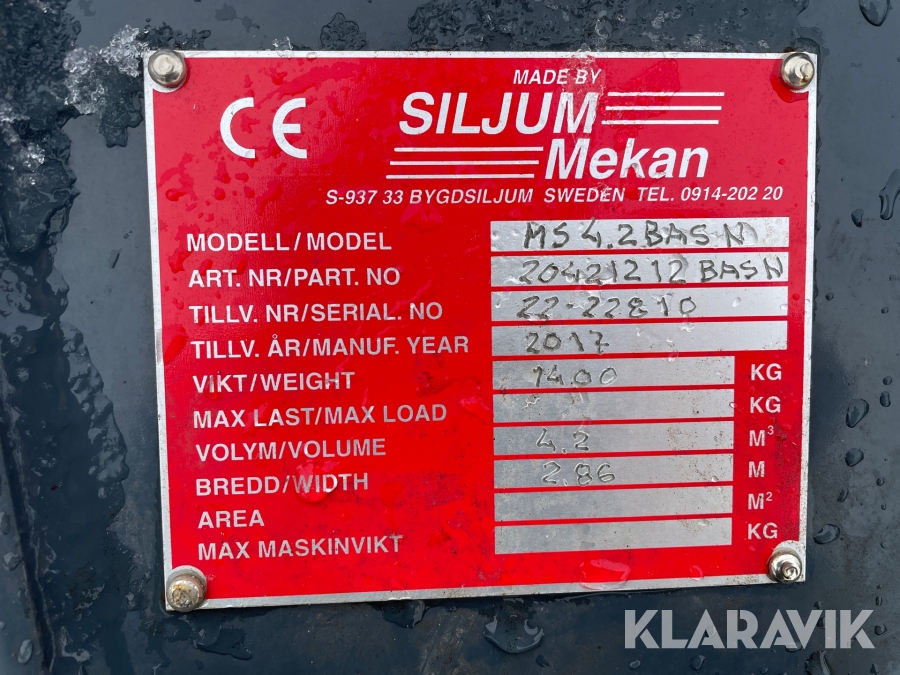 MADE BY
CE
SILJUM
Mekan
S-937 33 BYGDSILJUM SWEDEN TEL. 0914-202 20
MODELL/MODEL MS 4.2 BAS N
ART. NR/PART. NO 20421212 BASN
TILLV. NR/SERIAL. NO 22-22810
TILLV. ÅR/MANUF. YEAR 2017
VIKT/WEIGHT 1400 KG
MAX LAST/MAX LOAD KG
VOLYM/VOLUME 4.2 M³
BREDD/WIDTH 2.86 M
AREA M²
MAX MASKINVIKT KG
KLARAVIK